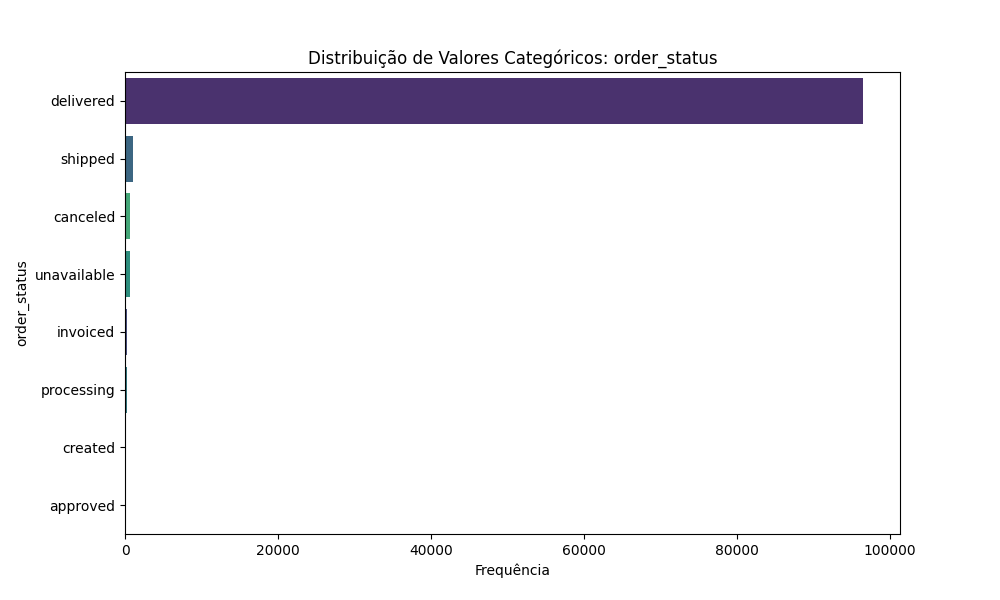 Distribuição de Valores Categóricos: order_status
order_status
delivered
shipped
canceled
unavailable
invoiced
processing
created
approved
0 20000 40000 60000 80000 100000
Frequência